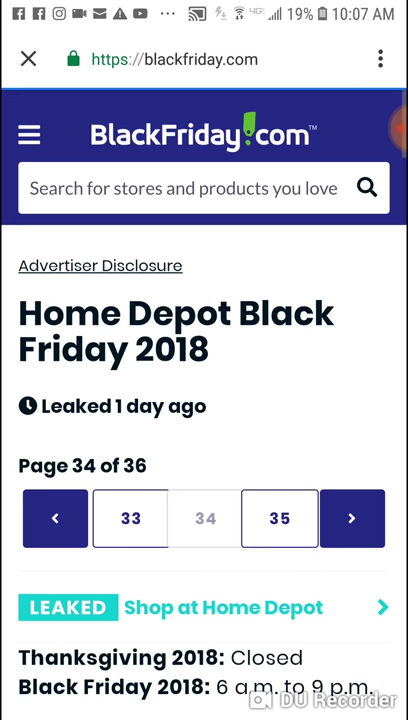 19% 10:07 AM
https://blackfriday.com
BlackFriday!com™
Search for stores and products you love
Advertiser Disclosure
Home Depot Black
Friday 2018
Leaked 1 day ago
Page 34 of 36
33 34 35
LEAKED Shop at Home Depot
Thanksgiving 2018: Closed
Black Friday 2018: 6 a.m. to 9 p.m.
DU Recorder